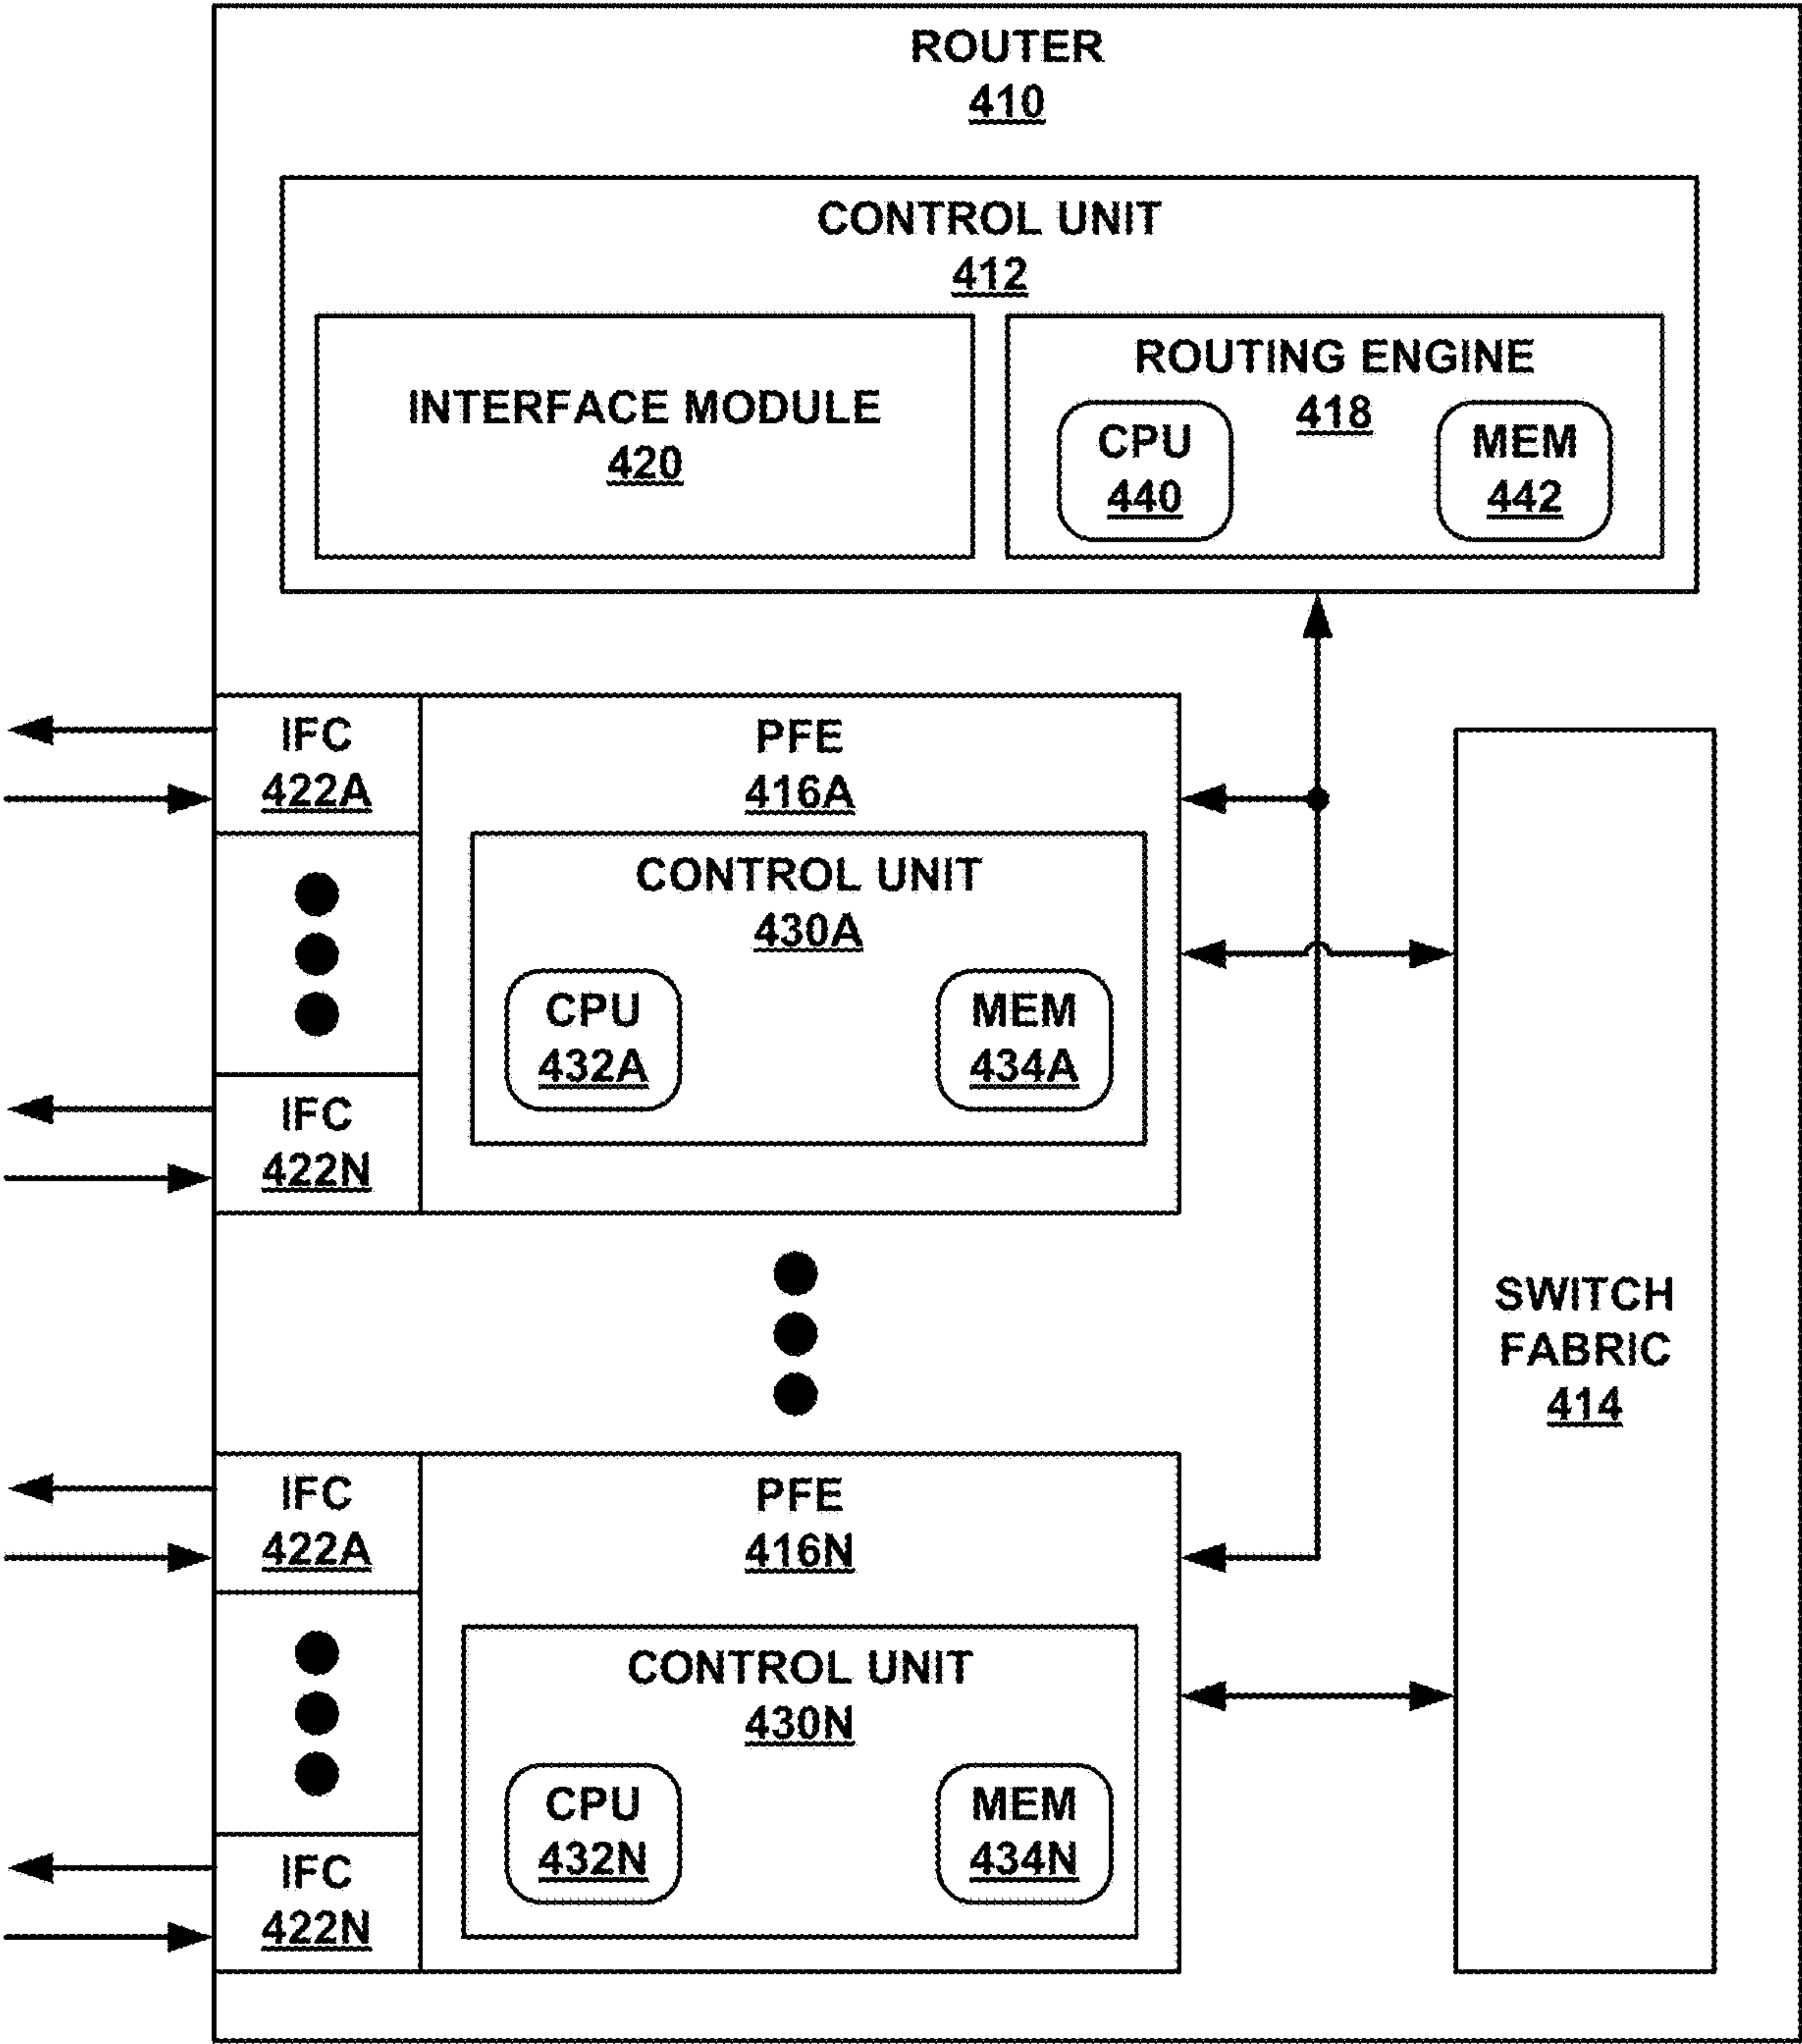 ROUTER
410
CONTROL UNIT
412
INTERFACE MODULE
420
ROUTING ENGINE
418
CPU
440
MEM
442
IFC
422A
PFE
416A
CONTROL UNIT
430A
CPU
432A
MEM
434A
IFC
422N
SWITCH
FABRIC
414
IFC
422A
PFE
416N
CONTROL UNIT
430N
CPU
432N
MEM
434N
IFC
422N